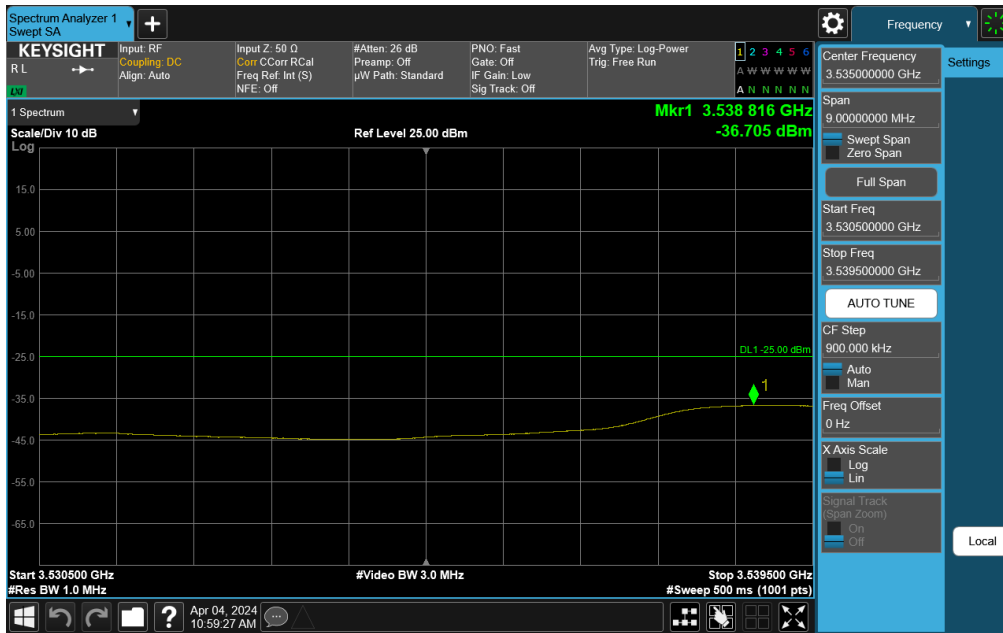 Spectrum Analyzer 1
Swept SA
KEYSIGHT
R L
LXI
Input: RF
Coupling: DC
Align: Auto
Input Z: 50 Ω
Corr CCorr RCal
Freq Ref: Int (S)
NFE: Off
#Atten: 26 dB
Preamp: Off
µW Path: Standard
PNO: Fast
Gate: Off
IF Gain: Low
Sig Track: Off
Avg Type: Log-Power
Trig: Free Run
1 2 3 4 5 6
A W W W W W
A N N N N N
1 Spectrum
Scale/Div 10 dB
Log
Ref Level 25.00 dBm
Mkr1 3.538 816 GHz
-36.705 dBm
15.0
5.00
-5.00
-15.0
-25.0
-35.0
-45.0
-55.0
-65.0
DL1 -25.00 dBm
1
Start 3.530500 GHz
#Res BW 1.0 MHz
#Video BW 3.0 MHz
Stop 3.539500 GHz
#Sweep 500 ms (1001 pts)
Apr 04, 2024
10:59:27 AM
Frequency
Settings
Center Frequency
3.535000000 GHz
Span
9.00000000 MHz
Swept Span
Zero Span
Full Span
Start Freq
3.530500000 GHz
Stop Freq
3.539500000 GHz
AUTO TUNE
CF Step
900.000 kHz
Auto
Man
Freq Offset
0 Hz
X Axis Scale
Log
Lin
Signal Track
(Span Zoom)
On
Off
Local